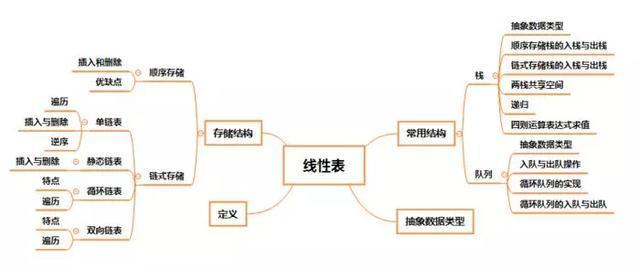 线性表
存储结构
顺序存储
插入和删除
优缺点
链式存储
单链表
遍历
插入与删除
逆序
静态链表
插入与删除
循环链表
特点
遍历
双向链表
特点
遍历
定义
常用结构
栈
抽象数据类型
顺序存储栈的入栈与出栈
链式存储栈的入栈与出栈
两栈共享空间
递归
四则运算表达式求值
队列
抽象数据类型
入队与出队操作
循环队列的实现
循环队列的入队与出队
抽象数据类型